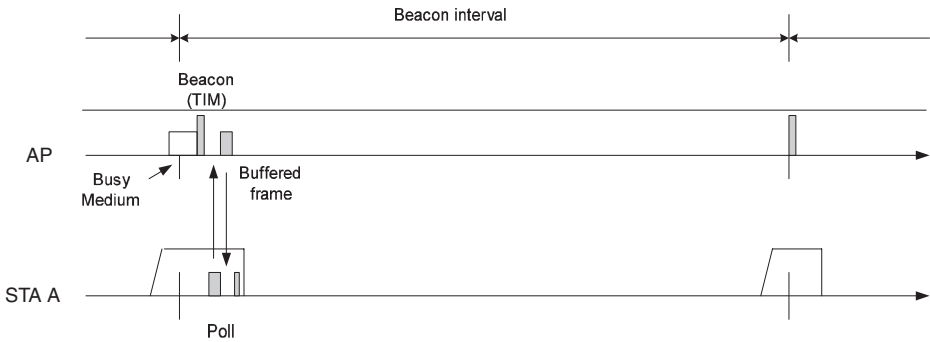 Beacon interval
Beacon
(TIM)
AP
Busy
Medium
Buffered
frame
STA A
Poll